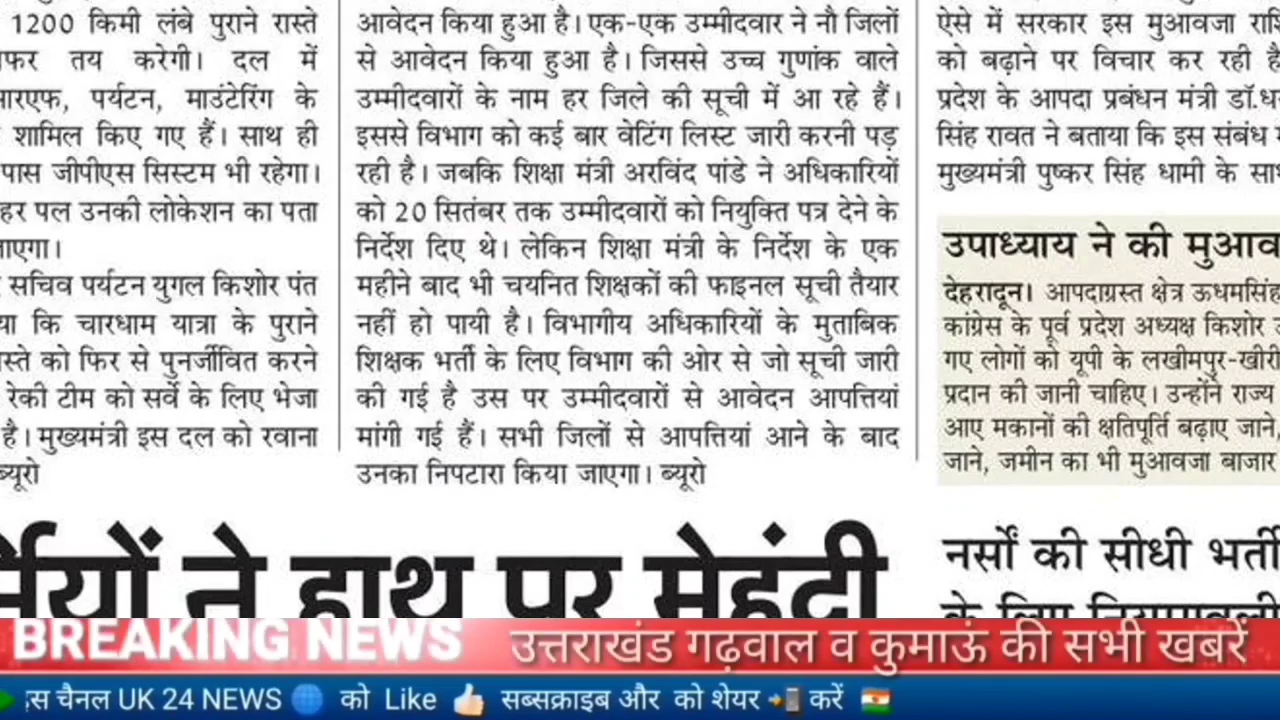 1200 किमी लंबे पुराने रास्ते
तय करेगी। दल में
पर्यटन, माउंटेरिंग के
शामिल किए गए हैं। साथ ही
पास जीपीएस सिस्टम भी रहेगा।
हर पल उनकी लोकेशन का पता
सचिव पर्यटन युगल किशोर पंत
कि चारधाम यात्रा के पुराने
को फिर से पुनर्जीवित करने
रेकी टीम को सर्वे के लिए भेजा
है। मुख्यमंत्री इस दल को रवाना
आवेदन किया हुआ है। एक-एक उम्मीदवार ने नौ जिलों
से आवेदन किया हुआ है। जिससे उच्च गुणांक वाले
उम्मीदवारों के नाम हर जिले की सूची में आ रहे हैं।
इससे विभाग को कई बार वेटिंग लिस्ट जारी करनी पड़
रही है। जबकि शिक्षा मंत्री अरविंद पांडे ने अधिकारियों
को 20 सितंबर तक उम्मीदवारों को नियुक्ति पत्र देने के
निर्देश दिए थे। लेकिन शिक्षा मंत्री के निर्देश के एक
महीने बाद भी चयनित शिक्षकों की फाइनल सूची तैयार
नहीं हो पायी है। विभागीय अधिकारियों के मुताबिक
शिक्षक भर्ती के लिए विभाग की ओर से जो सूची जारी
की गई है उस पर उम्मीदवारों से आवेदन आपत्तियां
मांगी गई हैं। सभी जिलों से आपत्तियां आने के बाद
उनका निपटारा किया जाएगा। ब्यूरो
ऐसे में सरकार इस मुआवजा
को बढ़ाने पर विचार कर रही
प्रदेश के आपदा प्रबंधन मंत्री
सिंह रावत ने बताया कि इस संबंध
मुख्यमंत्री पुष्कर सिंह धामी के
उपाध्याय ने की
देहरादून। आपदाग्रस्त क्षेत्र
कांग्रेस के पूर्व प्रदेश अध्यक्ष किशोर
गए लोगों को यूपी के लखीमपुर-खीरी
प्रदान की जानी चाहिए। उन्होंने राज्य
आए मकानों की क्षतिपूर्ति बढ़ाए जाने,
जाने, जमीन का भी मुआवजा बाजार
ने हाथ पर मेहंदी
नर्सों की सीधी भर्ती
BREAKING NEWS उत्तराखंड गढ़वाल व कुमाऊं की सभी खबरें
चैनल UK 24 NEWS 🌐 को Like 👍 सब्सक्राइब और को शेयर 📲 करें 🇮🇳